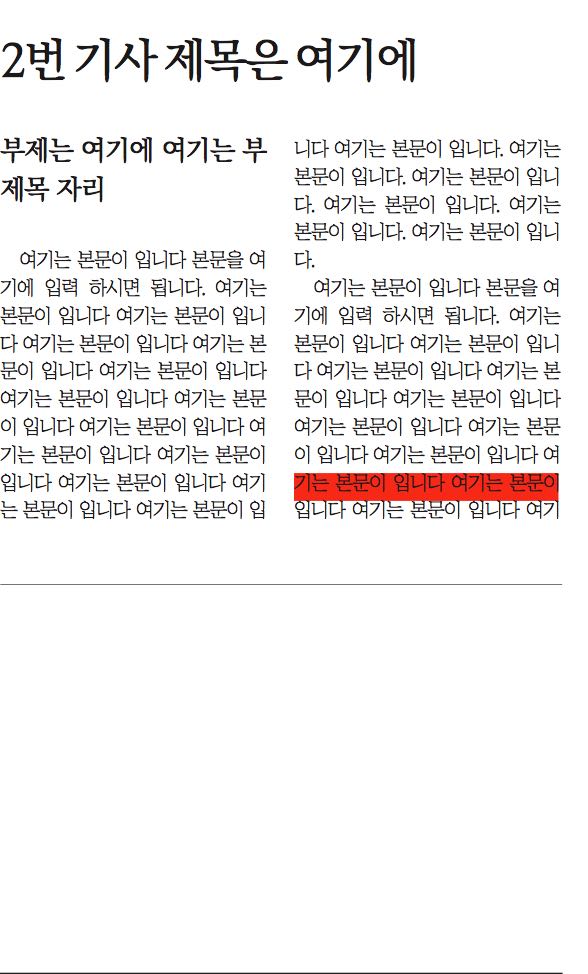 2번 기사 제목은 여기에
부제는 여기에 여기는 부
제목 자리
여기는 본문이 입니다 본문을 여
기에 입력 하시면 됩니다. 여기는
본문이 입니다 여기는 본문이 입니
다 여기는 본문이 입니다 여기는 본
문이 입니다 여기는 본문이 입니다
여기는 본문이 입니다 여기는 본문
이 입니다 여기는 본문이 입니다 여
기는 본문이 입니다 여기는 본문이
입니다 여기는 본문이 입니다 여기
는 본문이 입니다 여기는 본문이 입
니다 여기는 본문이 입니다. 여기는
본문이 입니다. 여기는 본문이 입니
다. 여기는 본문이 입니다. 여기는
본문이 입니다. 여기는 본문이 입니
다.
여기는 본문이 입니다 본문을 여
기에 입력 하시면 됩니다. 여기는
본문이 입니다 여기는 본문이 입니
다 여기는 본문이 입니다 여기는 본
문이 입니다 여기는 본문이 입니다
여기는 본문이 입니다 여기는 본문
이 입니다 여기는 본문이 입니다 여
기는 본문이 입니다 여기는 본문이
입니다 여기는 본문이 입니다 여기